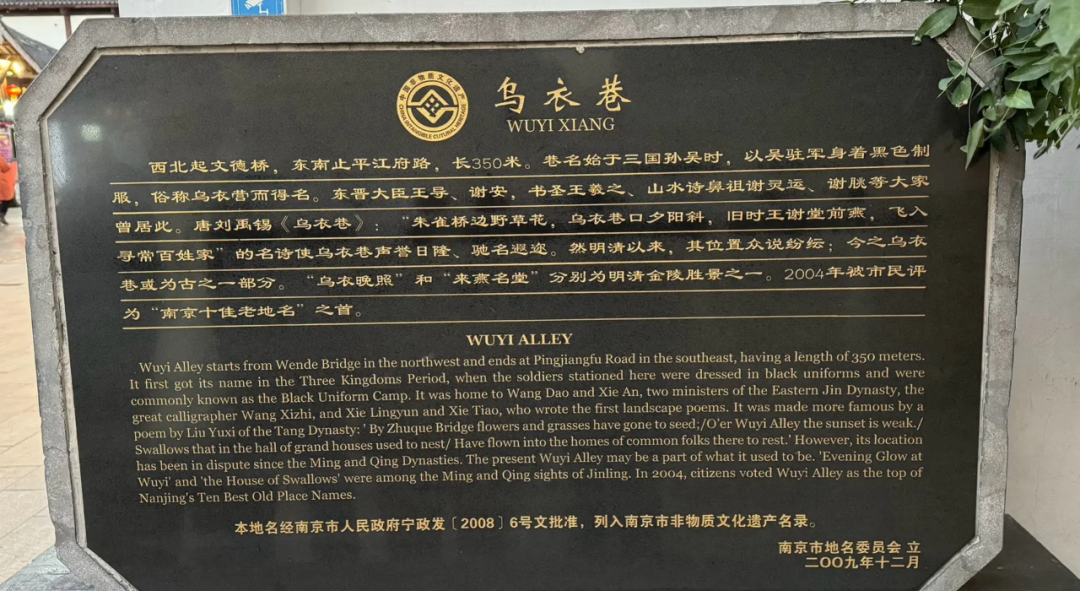 中国非物质文化遗产
CHINA INTANGIBLE CULTURAL HERITAGE
乌衣巷
WUYI XIANG
西北起文德桥，东南止平江府路，长350米。巷名始于三国孙吴时，以吴驻军身着黑色制
服，俗称乌衣营而得名。东晋大臣王导、谢安，书圣王羲之、山水诗鼻祖谢灵运、谢朓等大家
曾居此。唐刘禹锡《乌衣巷》：“朱雀桥边野草花，乌衣巷口夕阳斜，旧时王谢堂前燕，飞入
寻常百姓家”的名诗使乌衣巷声誉日隆、驰名遐迩。然明清以来，其位置众说纷纭；今之乌衣
巷或为古之一部分。“乌衣晚照”和“来燕名堂”分别为明清金陵胜景之一。2004年被市民评
为“南京十佳老地名”之首。
WUYI ALLEY
Wuyi Alley starts from Wende Bridge in the northwest and ends at Pingjiangfu Road in the southeast, having a length of 350 meters.
It first got its name in the Three Kingdoms Period, when the soldiers stationed here were dressed in black uniforms and were
commonly known as the Black Uniform Camp. It was home to Wang Dao and Xie An, two ministers of the Eastern Jin Dynasty, the
great calligrapher Wang Xizhi, and Xie Lingyun and Xie Tiao, who wrote the first landscape poems. It was made more famous by a
poem by Liu Yuxi of the Tang Dynasty: ' By Zhuque Bridge flowers and grasses have gone to seed;/O'er Wuyi Alley the sunset is weak./
Swallows that in the hall of grand houses used to nest/ Have flown into the homes of common folks there to rest.' However, its location
has been in dispute since the Ming and Qing Dynasties. The present Wuyi Alley may be a part of what it used to be. 'Evening Glow at
Wuyi' and 'the House of Swallows' were among the Ming and Qing sights of Jinling. In 2004, citizens voted Wuyi Alley as the top of
Nanjing's Ten Best Old Place Names.
本地名经南京市人民政府宁政发〔2008〕6号文批准，列入南京市非物质文化遗产名录。
南京市地名委员会 立
二〇〇九年十二月